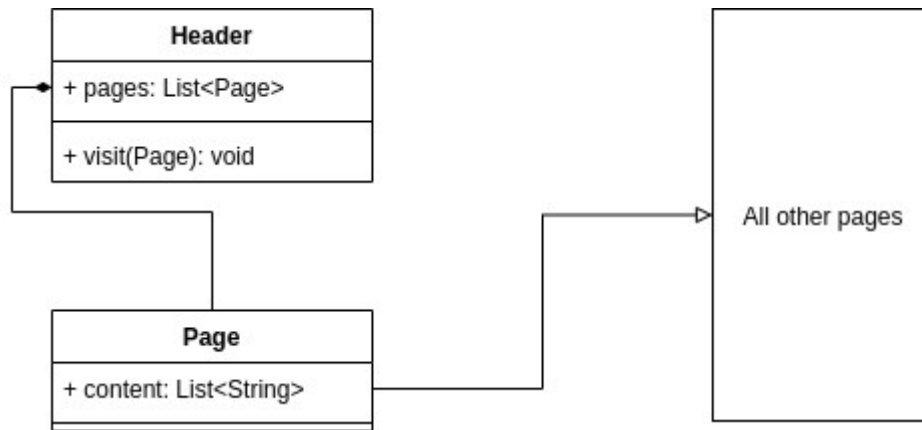 Header
+ pages: List<Page>
+ visit(Page): void
All other pages
Page
+ content: List<String>